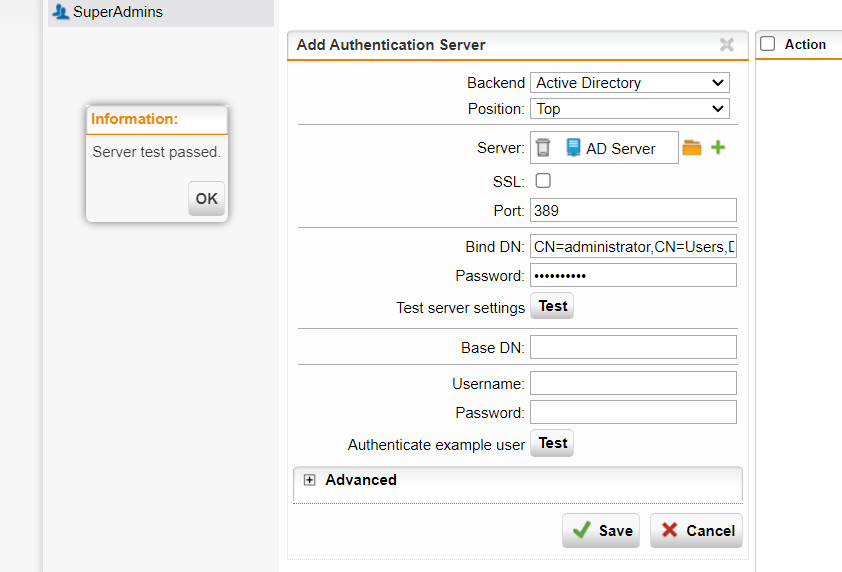 SuperAdmins
Information:
Server test passed.
OK
Add Authentication Server
Backend Active Directory
Position: Top
Server: AD Server
SSL:
Port: 389
Bind DN: CN=administrator,CN=Users,D
Password: ••••••••••
Test server settings Test
Base DN:
Username:
Password:
Authenticate example user Test
Advanced
Save Cancel
Action